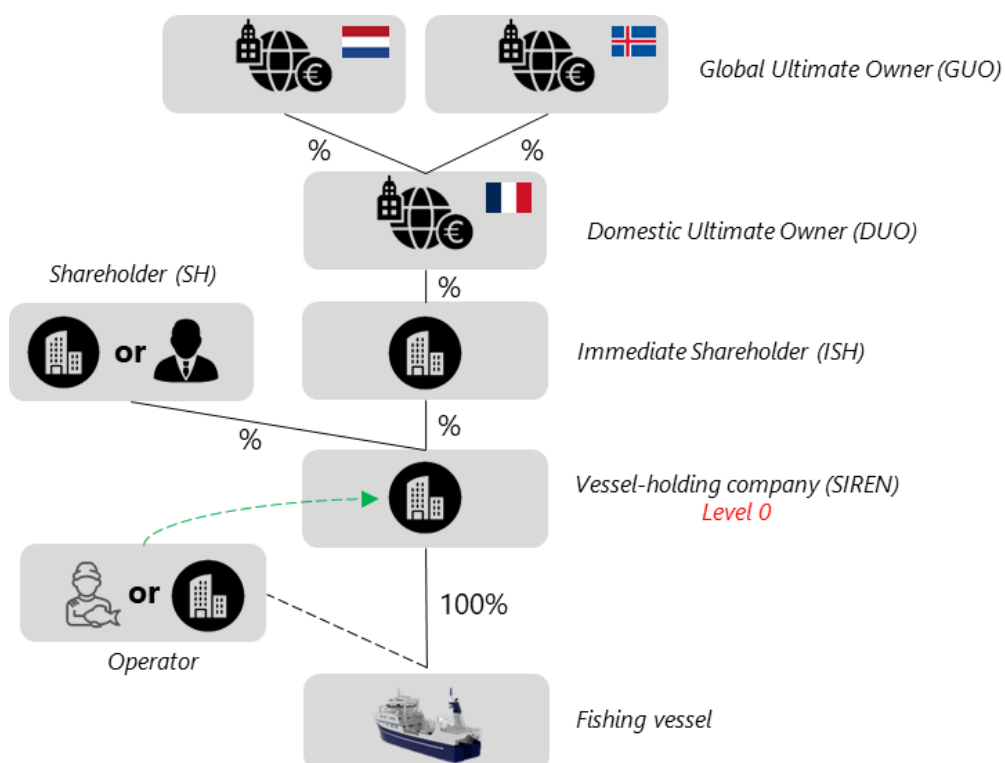 Global Ultimate Owner (GUO)
€
€
%
%
€
Domestic Ultimate Owner (DUO)
Shareholder (SH)
%
or
Immediate Shareholder (ISH)
%
%
Vessel-holding company (SIREN)
Level 0
or
100%
Operator
Fishing vessel